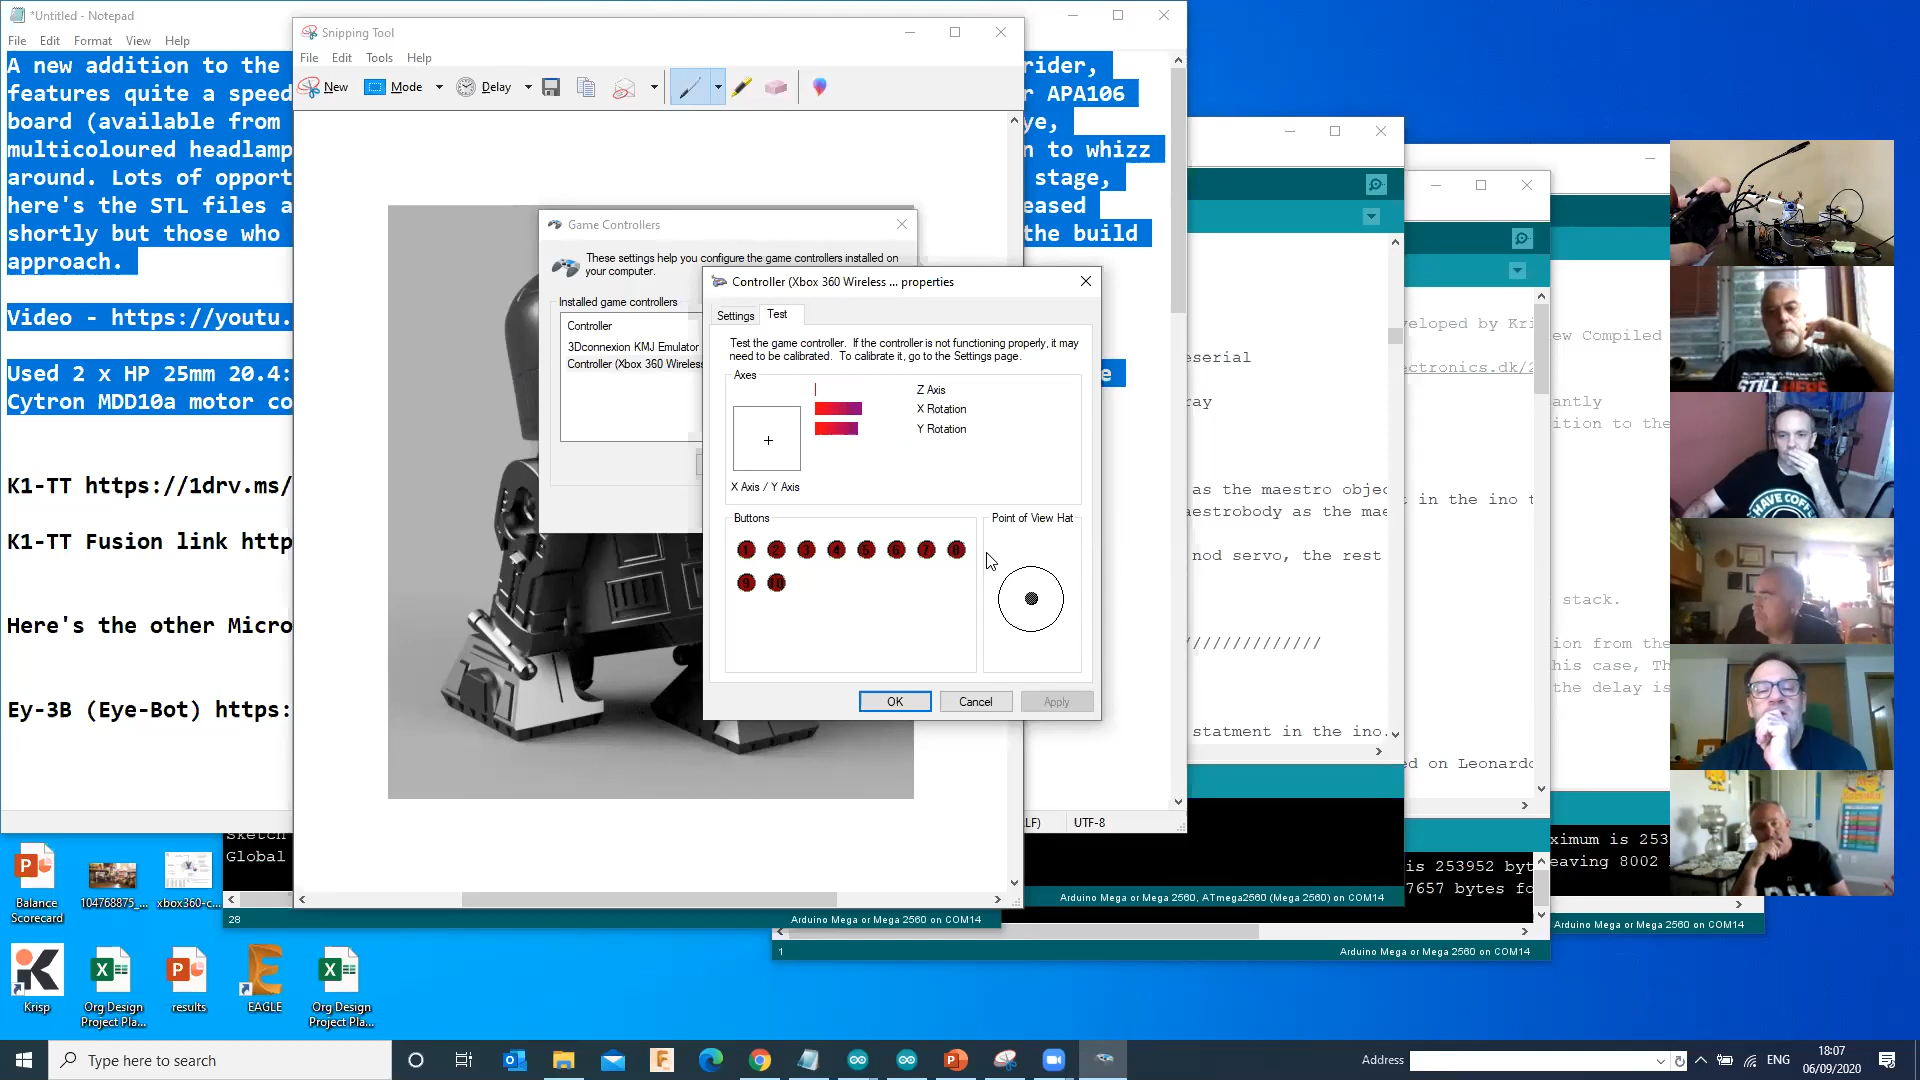 *Untitled - Notepad
File Edit Format View Help
A new addition to the
features quite a speed
board (available from
multicoloured headlamp
around. Lots of opport
here's the STL files a
shortly but those who
approach.
Video - https://youtu.
Used 2 x HP 25mm 20.4:
Cytron MDD10a motor co
K1-TT https://1drv.ms/
K1-TT Fusion link http
Here's the other Micro
Ey-3B (Eye-Bot) https:
rider,
r APA106
ye,
n to whizz
stage,
eased
the build
e
LF) UTF-8
Snipping Tool
File Edit Tools Help
New Mode Delay
Game Controllers
These settings help you configure the game controllers installed on
your computer.
Installed game controllers
Controller
3Dconnexion KMJ Emulator
Controller (Xbox 360 Wireless
Controller (Xbox 360 Wireless ... properties
Settings Test
Test the game controller. If the controller is not functioning properly, it may
need to be calibrated. To calibrate it, go to the Settings page.
Axes
Z Axis
X Rotation
Y Rotation
X Axis / Y Axis
Buttons
Point of View Hat
1 2 3 4 5 6 7 8
9 10
OK Cancel Apply
eserial
ray
as the maestro objec
aestrobody as the mae
nod servo, the rest
/////////////
statment in the ino.
Arduino Mega or Mega 2560, ATmega2560 (Mega 2560) on COM14
veloped by Kri
ectronics.dk/2
t in the ino t
ed on Leonardo
is 253952 byt
7657 bytes fo
1 Arduino Mega or Mega 2560 on COM14
ew Compiled
antly
ition to the
stack.
ion from the
his case, Th
the delay is
ximum is 253
eaving 8002
Arduino Mega or Mega 2560 on COM14
Sketch
Global
28 Arduino Mega or Mega 2560 on COM14
STILL HERE
HAVE COFF
Balance
Scorecard
104768875_...
xbox360-c...
Krisp
Org Design
Project Pla...
results
EAGLE
Org Design
Project Pla...
Type here to search
Address
ENG
18:07
06/09/2020